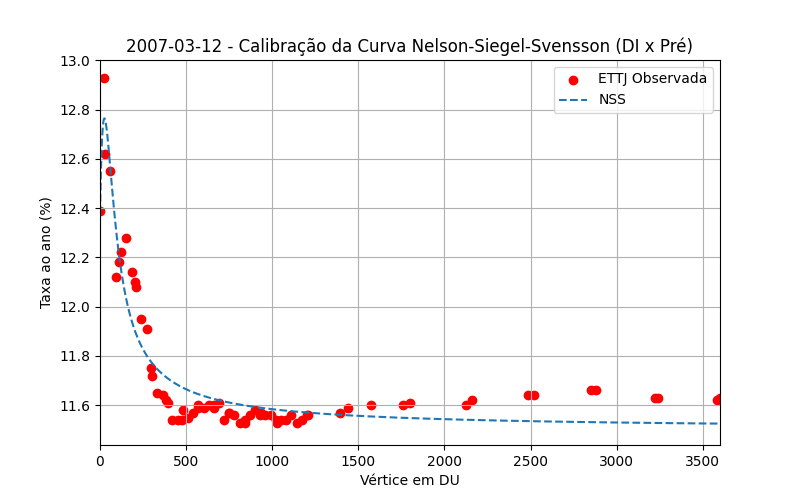 2007-03-12 - Calibração da Curva Nelson-Siegel-Svensson (DI x Pré)
13.0
12.8
12.6
12.4
12.2
12.0
11.8
11.6
Taxa ao ano (%)
ETTJ Observada
NSS
0 500 1000 1500 2000 2500 3000 3500
Vértice em DU